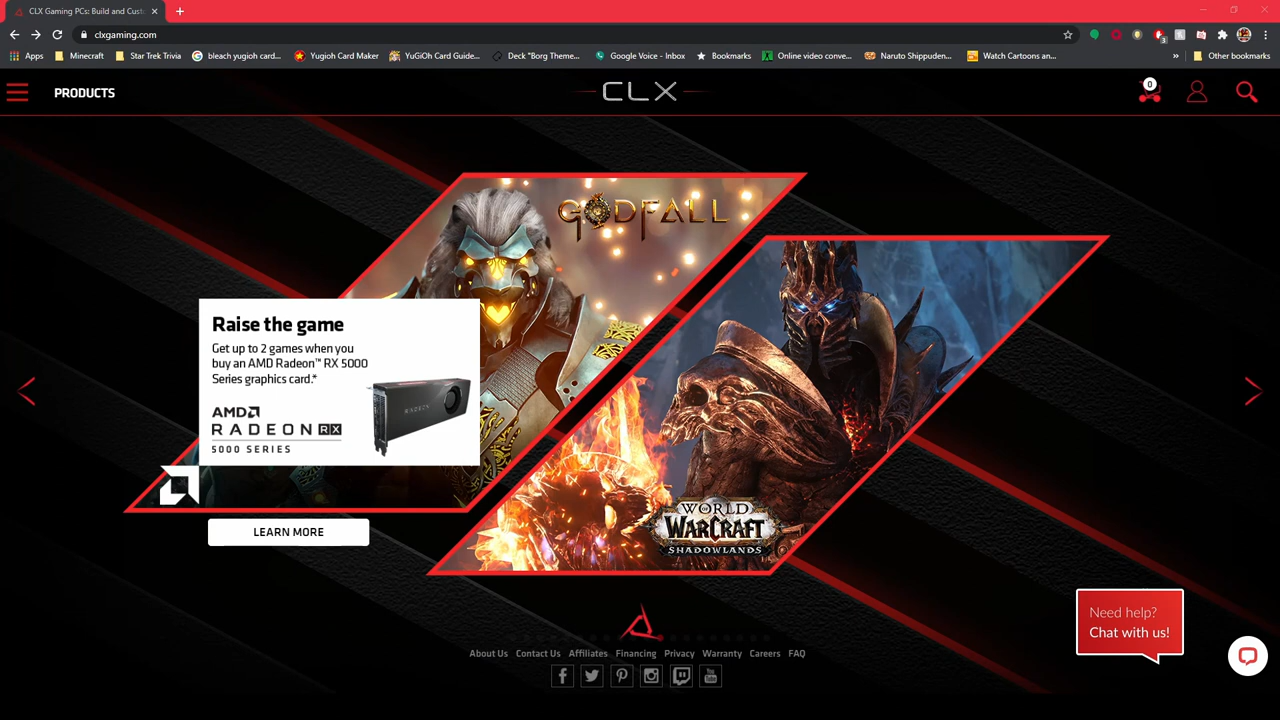 CLX Gaming PCs: Build and Cust
clxgaming.com
Apps
Minecraft
Star Trek Trivia
bleach yugioh card...
Yugioh Card Maker
YuGiOh Card Guide...
Deck "Borg Theme...
Google Voice - Inbox
Bookmarks
Online video conve...
Naruto Shippuden...
Watch Cartoons an...
»
Other bookmarks
3
PRODUCTS
CLX
0
GODFALL
Raise the game
Get up to 2 games when you
buy an AMD Radeon™ RX 5000
Series graphics card.*
RADEON
AMD
RADEON RX
5000 SERIES
LEARN MORE
WORLD
WARCRAFT
SHADOWLANDS
Need help?
Chat with us!
About Us
Contact Us
Affiliates
Financing
Privacy
Warranty
Careers
FAQ
You
Tube